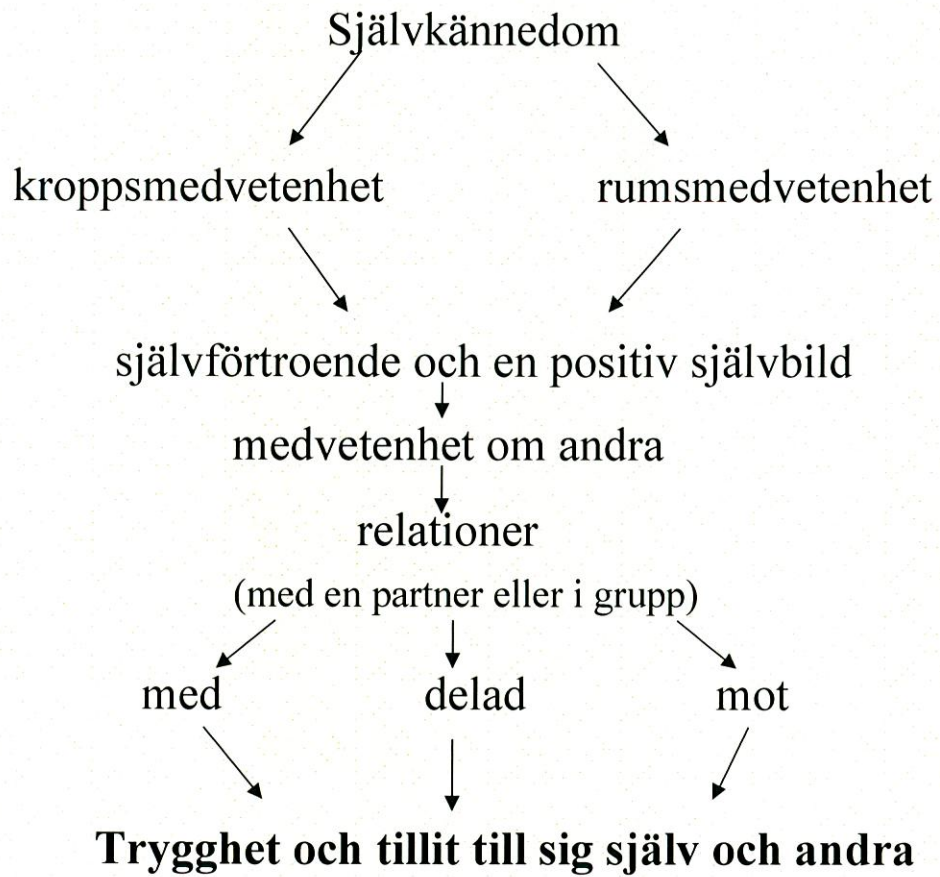 Självkännedom
kroppsmedvetenhet rumsmedvetenhet
självförtroende och en positiv självbild
medvetenhet om andra
relationer
(med en partner eller i grupp)
med delad mot
Trygghet och tillit till sig själv och andra